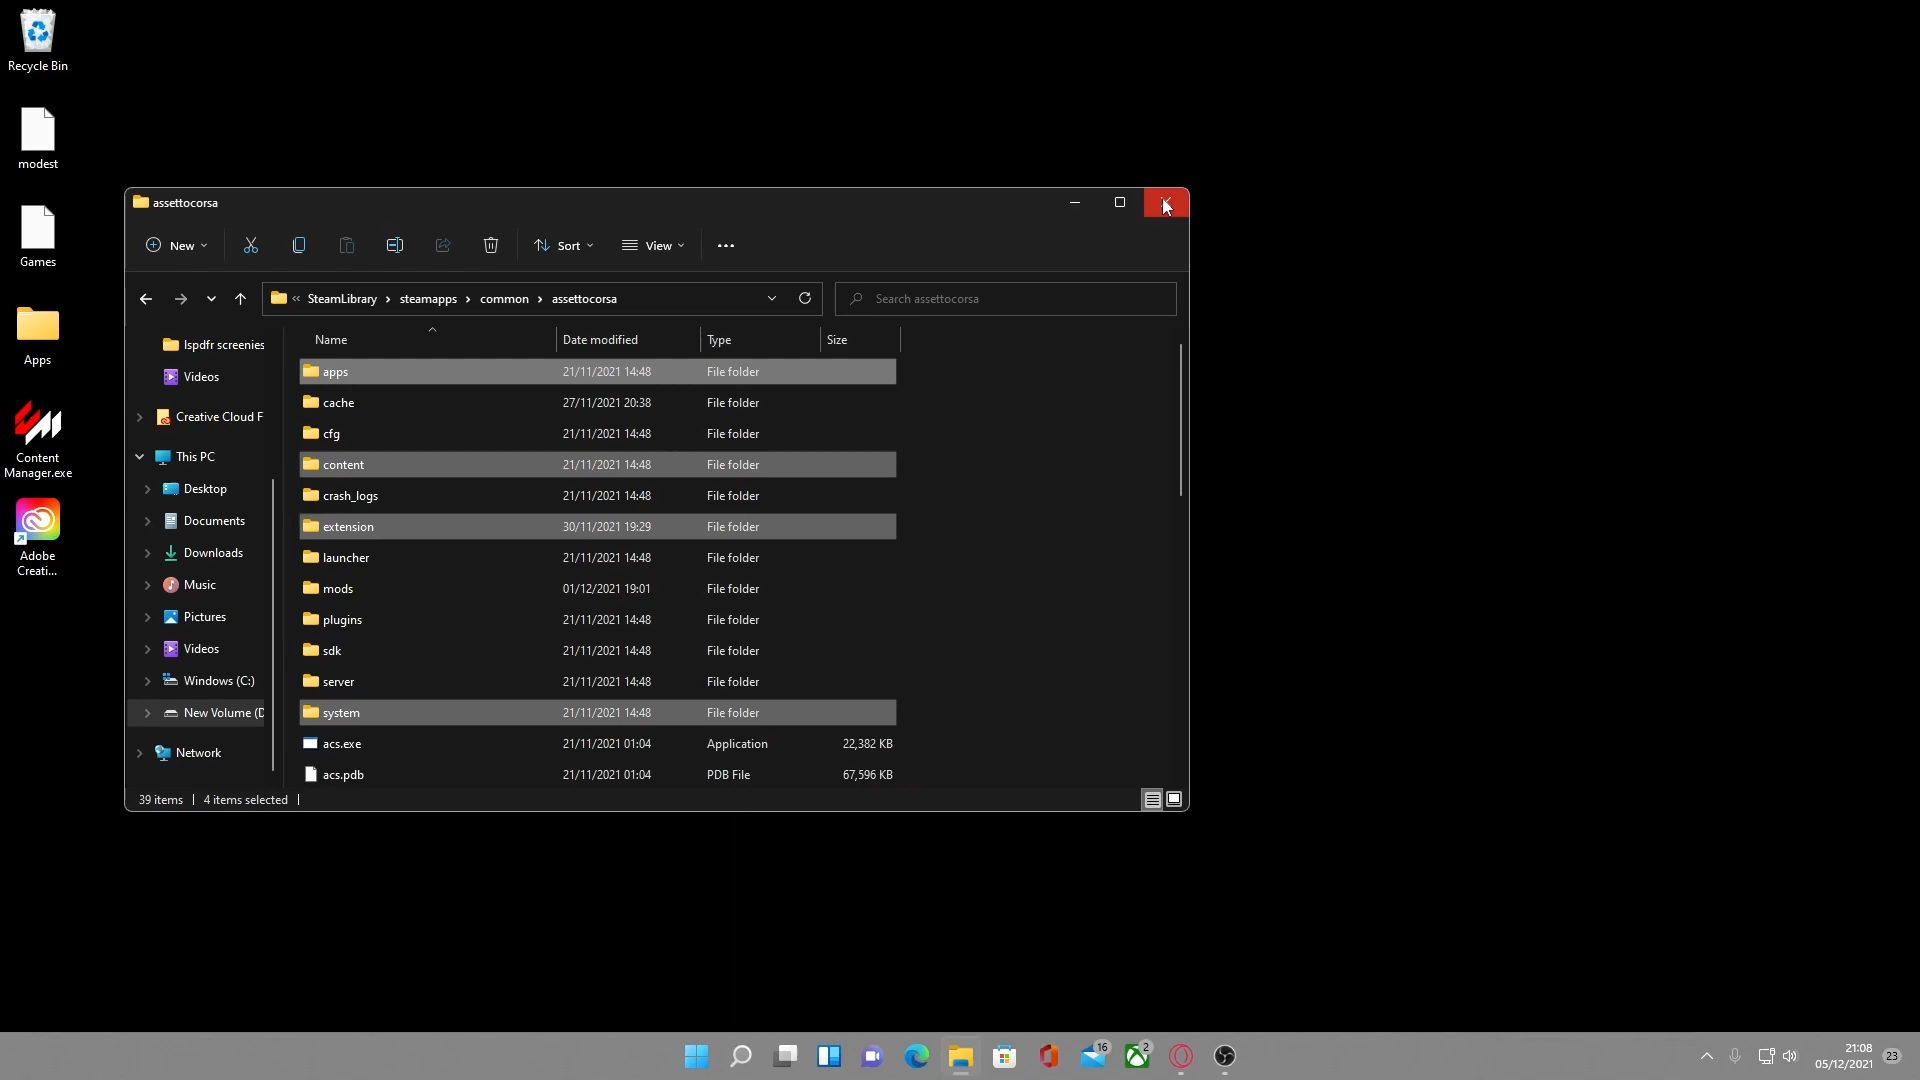 Recycle Bin
modest
Games
Apps
Content
Manager.exe
Adobe
Creati...
assettocorsa
New
Sort
View
SteamLibrary
steamapps
common
assettocorsa
Search assettocorsa
lspdfr screenies
Videos
Creative Cloud F
This PC
Desktop
Documents
Downloads
Music
Pictures
Videos
Windows (C:)
New Volume (D
Network
Name Date modified Type Size
apps 21/11/2021 14:48 File folder
cache 27/11/2021 20:38 File folder
cfg 21/11/2021 14:48 File folder
content 21/11/2021 14:48 File folder
crash_logs 21/11/2021 14:48 File folder
extension 30/11/2021 19:29 File folder
launcher 21/11/2021 14:48 File folder
mods 01/12/2021 19:01 File folder
plugins 21/11/2021 14:48 File folder
sdk 21/11/2021 14:48 File folder
server 21/11/2021 14:48 File folder
system 21/11/2021 14:48 File folder
acs.exe 21/11/2021 01:04 Application 22,382 KB
acs.pdb 21/11/2021 01:04 PDB File 67,596 KB
39 items 4 items selected
16
2
21:08
05/12/2021
23